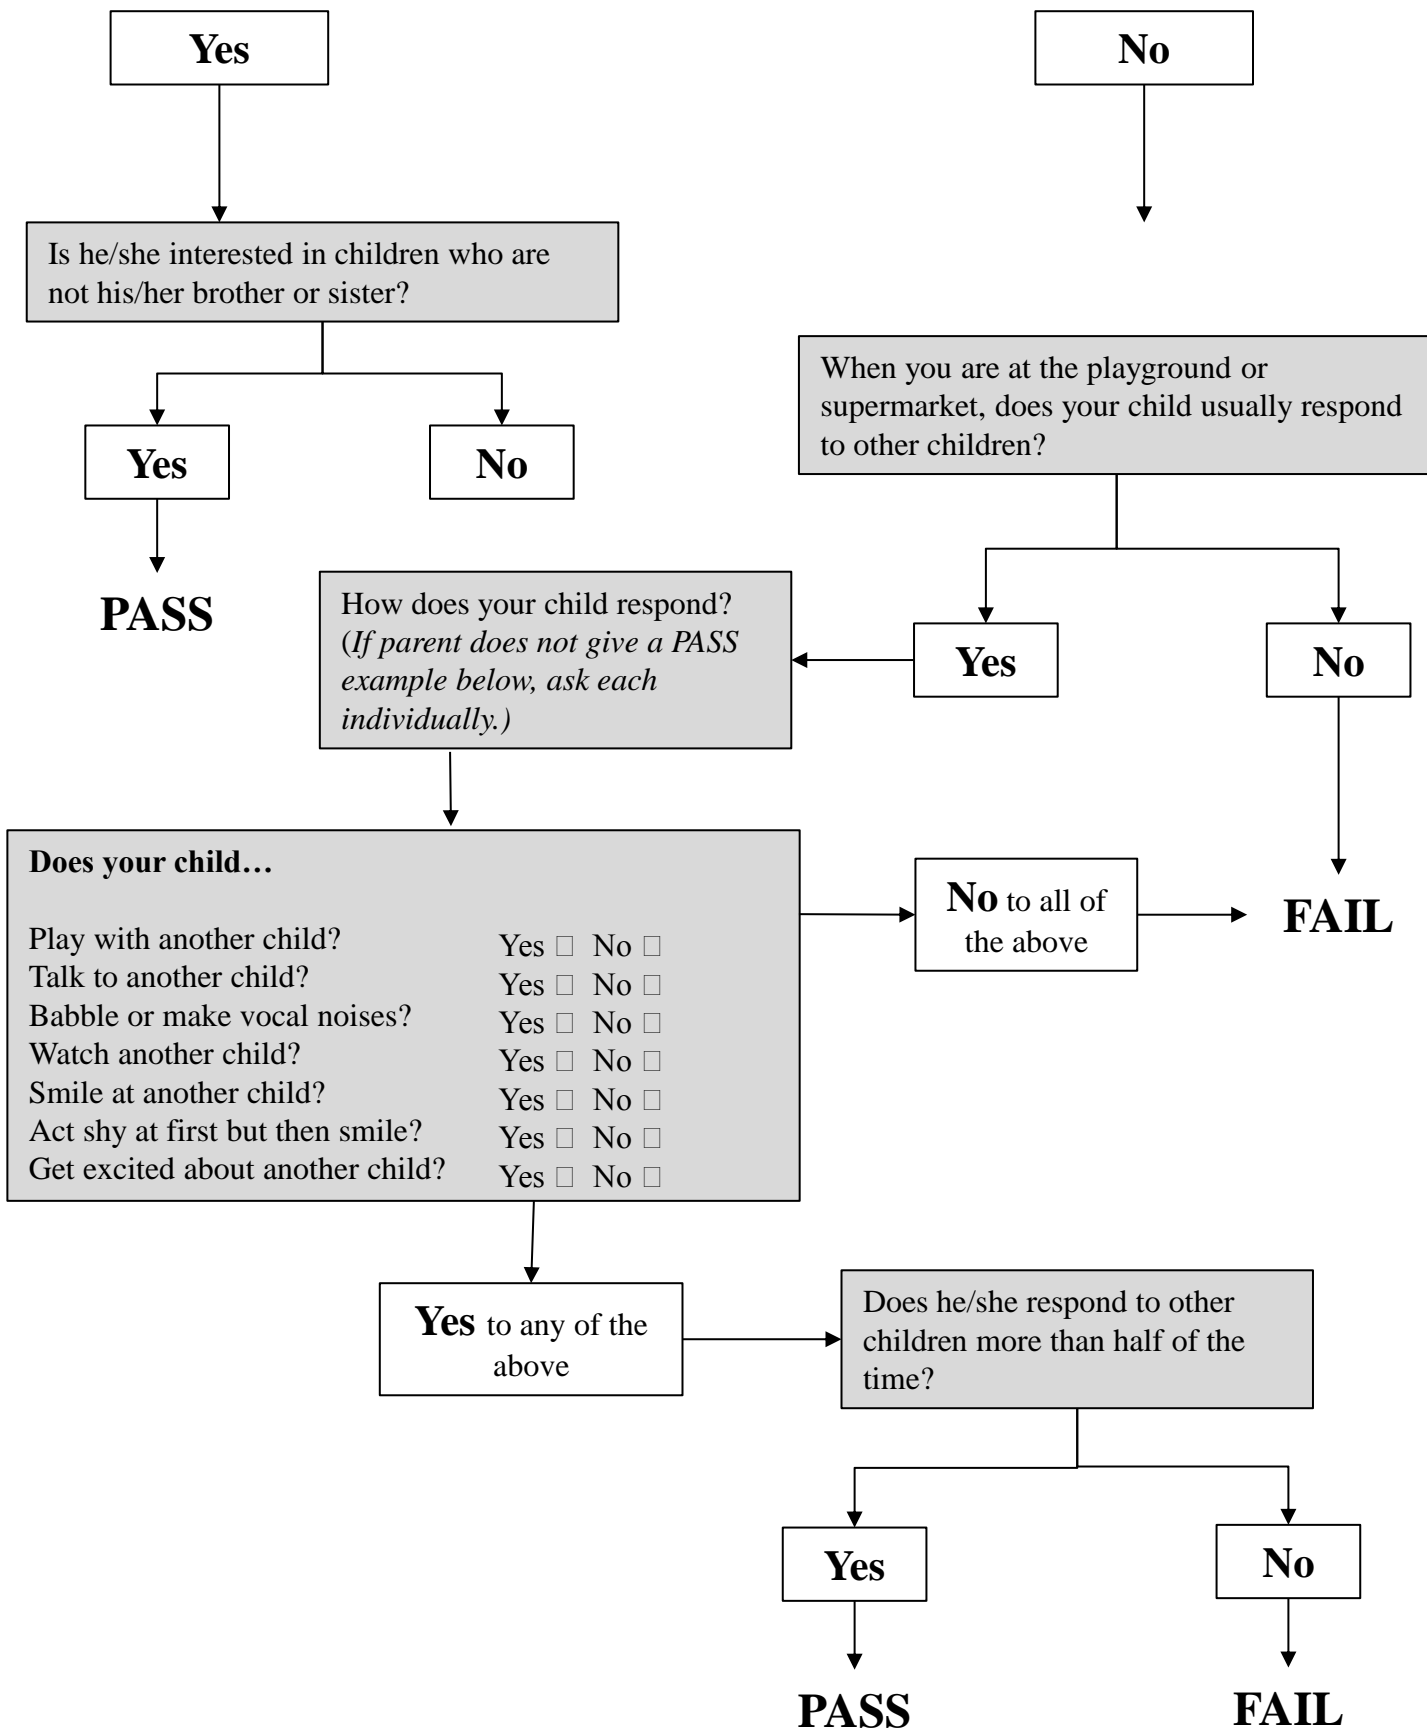 Yes
No
Is he/she interested in children who are
not his/her brother or sister?
When you are at the playground or
supermarket, does your child usually respond
to other children?
Yes
No
PASS
How does your child respond?
(If parent does not give a PASS
example below, ask each
individually.)
Yes
No
Does your child…
Play with another child? Yes □ No □
Talk to another child? Yes □ No □
Babble or make vocal noises? Yes □ No □
Watch another child? Yes □ No □
Smile at another child? Yes □ No □
Act shy at first but then smile? Yes □ No □
Get excited about another child? Yes □ No □
No to all of
the above
FAIL
Yes to any of the
above
Does he/she respond to other
children more than half of the
time?
Yes
No
PASS
FAIL